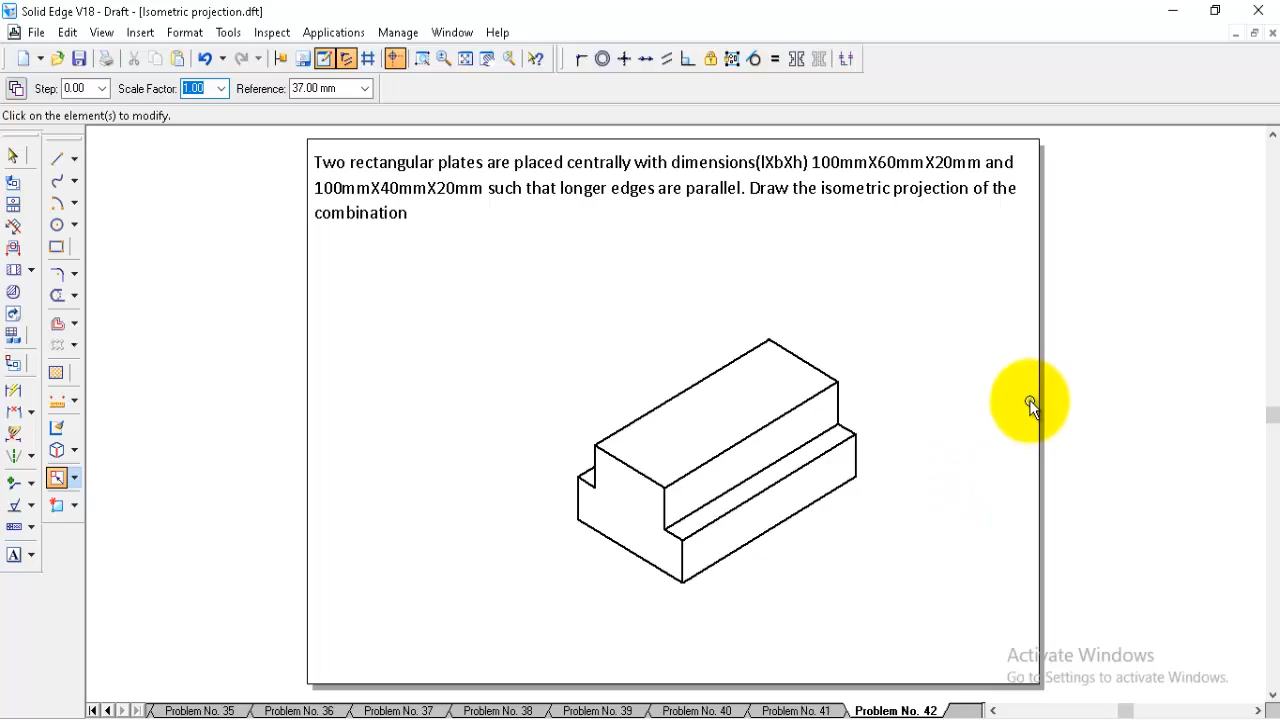 Solid Edge V18 - Draft - [Isometric projection.dft]
File Edit View Insert Format Tools Inspect Applications Manage Window Help
Step: 0.00 Scale Factor: 1.00 Reference: 37.00 mm
Click on the element(s) to modify.
Two rectangular plates are placed centrally with dimensions(lXbXh) 100mmX60mmX20mm and
100mmX40mmX20mm such that longer edges are parallel. Draw the isometric projection of the
combination
A
Activate Windows
Go to Settings to activate Windows.
Problem No. 35 Problem No. 36 Problem No. 37 Problem No. 38 Problem No. 39 Problem No. 40 Problem No. 41 Problem No. 42